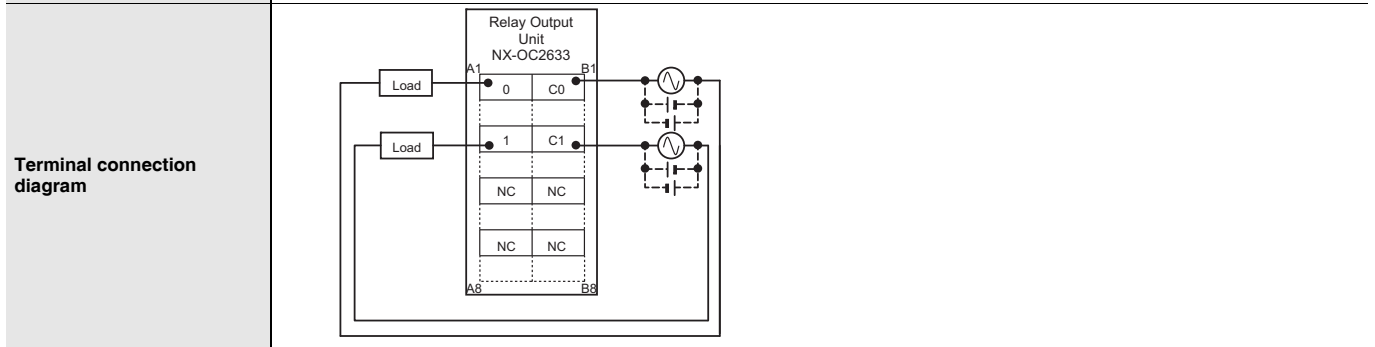 Terminal connection
diagram
Relay Output
Unit
NX-OC2633
A1
B1
Load
0
C0
Load
1
C1
NC
NC
NC
NC
A8
B8